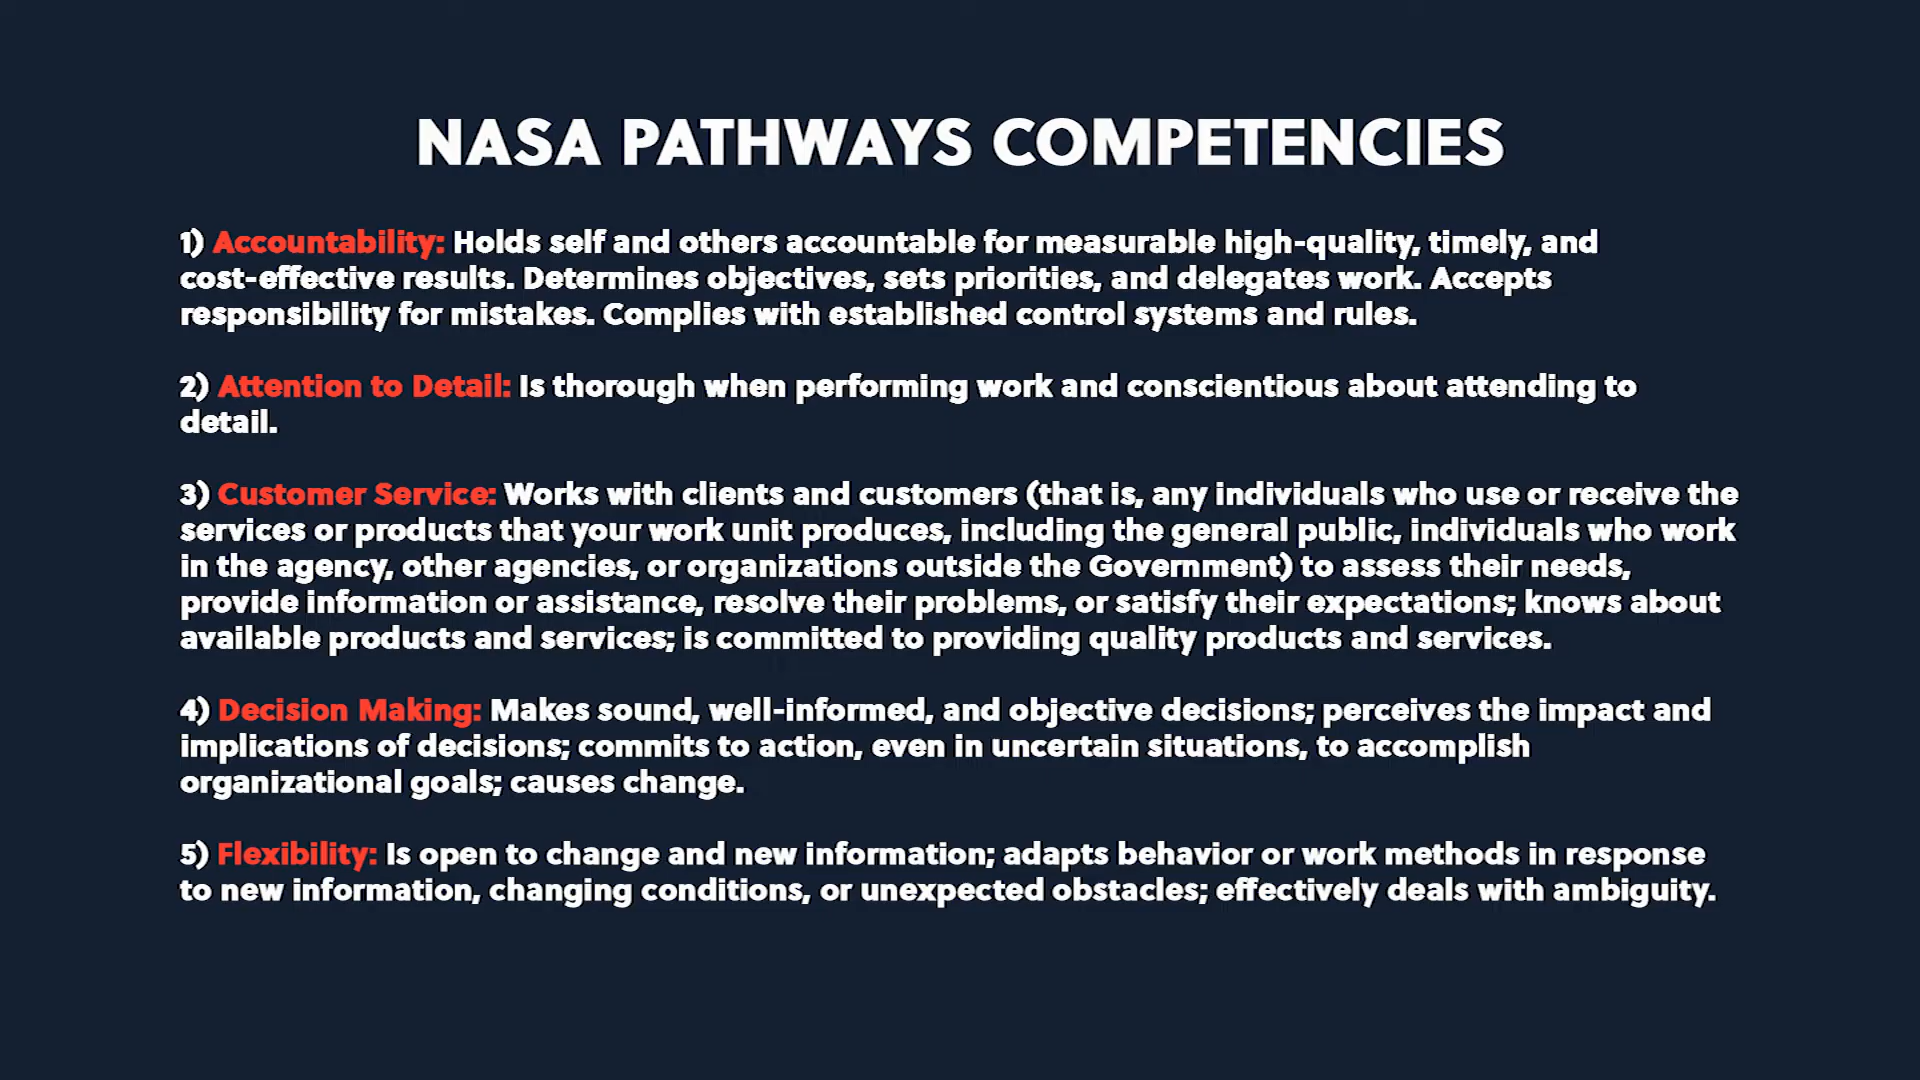 NASA PATHWAYS COMPETENCIES
1) Accountability: Holds self and others accountable for measurable high-quality, timely, and
cost-effective results. Determines objectives, sets priorities, and delegates work. Accepts
responsibility for mistakes. Complies with established control systems and rules.
2) Attention to Detail: Is thorough when performing work and conscientious about attending to
detail.
3) Customer Service: Works with clients and customers (that is, any individuals who use or receive the
services or products that your work unit produces, including the general public, individuals who work
in the agency, other agencies, or organizations outside the Government) to assess their needs,
provide information or assistance, resolve their problems, or satisfy their expectations; knows about
available products and services; is committed to providing quality products and services.
4) Decision Making: Makes sound, well-informed, and objective decisions; perceives the impact and
implications of decisions; commits to action, even in uncertain situations, to accomplish
organizational goals; causes change.
5) Flexibility: Is open to change and new information; adapts behavior or work methods in response
to new information, changing conditions, or unexpected obstacles; effectively deals with ambiguity.